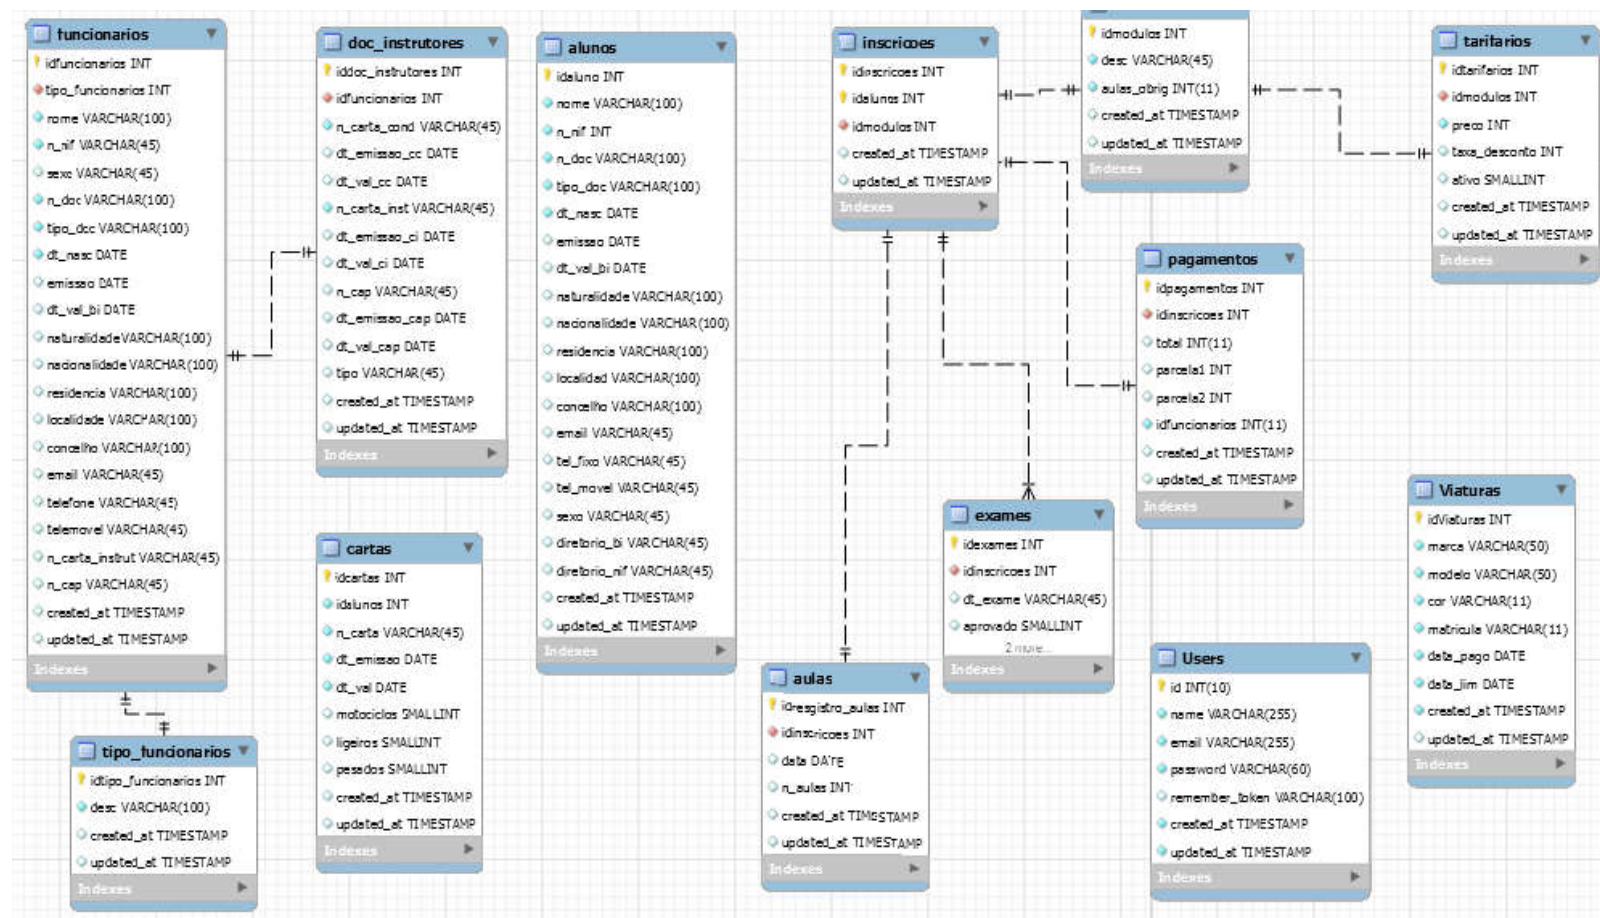 funcionarios
idfuncionarios INT
tipo_funcionarios INT
nome VARCHAR(100)
n_nif VARCHAR(45)
sexo VARCHAR(45)
n_doc VARCHAR(100)
tipo_doc VARCHAR(100)
dt_nasc DATE
emissao DATE
dt_val_bi DATE
naturalidade VARCHAR(100)
nacionalidade VARCHAR(100)
residencia VARCHAR(100)
localidade VARCHAR(100)
concelho VARCHAR(100)
email VARCHAR(45)
telefone VARCHAR(45)
telemovel VARCHAR(45)
n_carta_instrut VARCHAR(45)
n_cap VARCHAR(45)
created_at TIMESTAMP
updated_at TIMESTAMP
Indexes
tipo_funcionarios
idtipo_funcionarios INT
desc VARCHAR(100)
created_at TIMESTAMP
updated_at TIMESTAMP
Indexes
doc_instrutores
iddoc_instrutores INT
idfuncionarios INT
n_carta_cond VARCHAR(45)
dt_emissao_cc DATE
dt_val_cc DATE
n_carta_inst VARCHAR(45)
dt_emissao_ci DATE
dt_val_ci DATE
n_cap VARCHAR(45)
dt_emissao_cap DATE
dt_val_cap DATE
tipo VARCHAR(45)
created_at TIMESTAMP
updated_at TIMESTAMP
Indexes
cartas
idcartas INT
idalunos INT
n_carta VARCHAR(45)
dt_emissao DATE
dt_val DATE
motociclos SMALLINT
ligeiros SMALLINT
pesados SMALLINT
created_at TIMESTAMP
updated_at TIMESTAMP
Indexes
alunos
idaluno INT
nome VARCHAR(100)
n_nif INT
n_doc VARCHAR(100)
tipo_doc VARCHAR(100)
dt_nasc DATE
emissao DATE
dt_val_bi DATE
naturalidade VARCHAR(100)
nacionalidade VARCHAR(100)
residencia VARCHAR(100)
localidad VARCHAR(100)
concelho VARCHAR(100)
email VARCHAR(45)
tel_fixo VARCHAR(45)
tel_movel VARCHAR(45)
sexo VARCHAR(45)
diretorio_bi VARCHAR(45)
diretorio_nif VARCHAR(45)
created_at TIMESTAMP
updated_at TIMESTAMP
Indexes
inscricoes
idinscricoes INT
idalunos INT
idmodulos INT
created_at TIMESTAMP
updated_at TIMESTAMP
Indexes
aulas
idresgistro_aulas INT
idinscricoes INT
data DATE
n_aulas INT
created_at TIMESTAMP
updated_at TIMESTAMP
Indexes
exames
idexames INT
idinscricoes INT
dt_exame VARCHAR(45)
aprovado SMALLINT
2 more...
Indexes
idmodulos INT
desc VARCHAR(45)
aulas_obrig INT(11)
created_at TIMESTAMP
updated_at TIMESTAMP
Indexes
pagamentos
idpagamentos INT
idinscricoes INT
total INT(11)
parcela1 INT
parcela2 INT
idfuncionarios INT(11)
created_at TIMESTAMP
updated_at TIMESTAMP
Indexes
Users
id INT(10)
name VARCHAR(255)
email VARCHAR(255)
password VARCHAR(60)
remember_token VARCHAR(100)
created_at TIMESTAMP
updated_at TIMESTAMP
Indexes
tarifarios
idtarifarios INT
idmodulos INT
preco INT
taxa_desconto INT
ativo SMALLINT
created_at TIMESTAMP
updated_at TIMESTAMP
Indexes
Viaturas
idViaturas INT
marca VARCHAR(50)
modelo VARCHAR(50)
cor VARCHAR(11)
matricula VARCHAR(11)
data_pago DATE
data_lim DATE
created_at TIMESTAMP
updated_at TIMESTAMP
Indexes